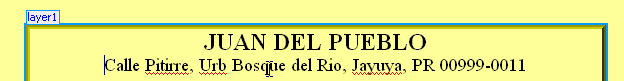 layer1
JUAN DEL PUEBLO
Calle Pitirre, Urb Bosque del Rio, Jayuya, PR 00999-0011